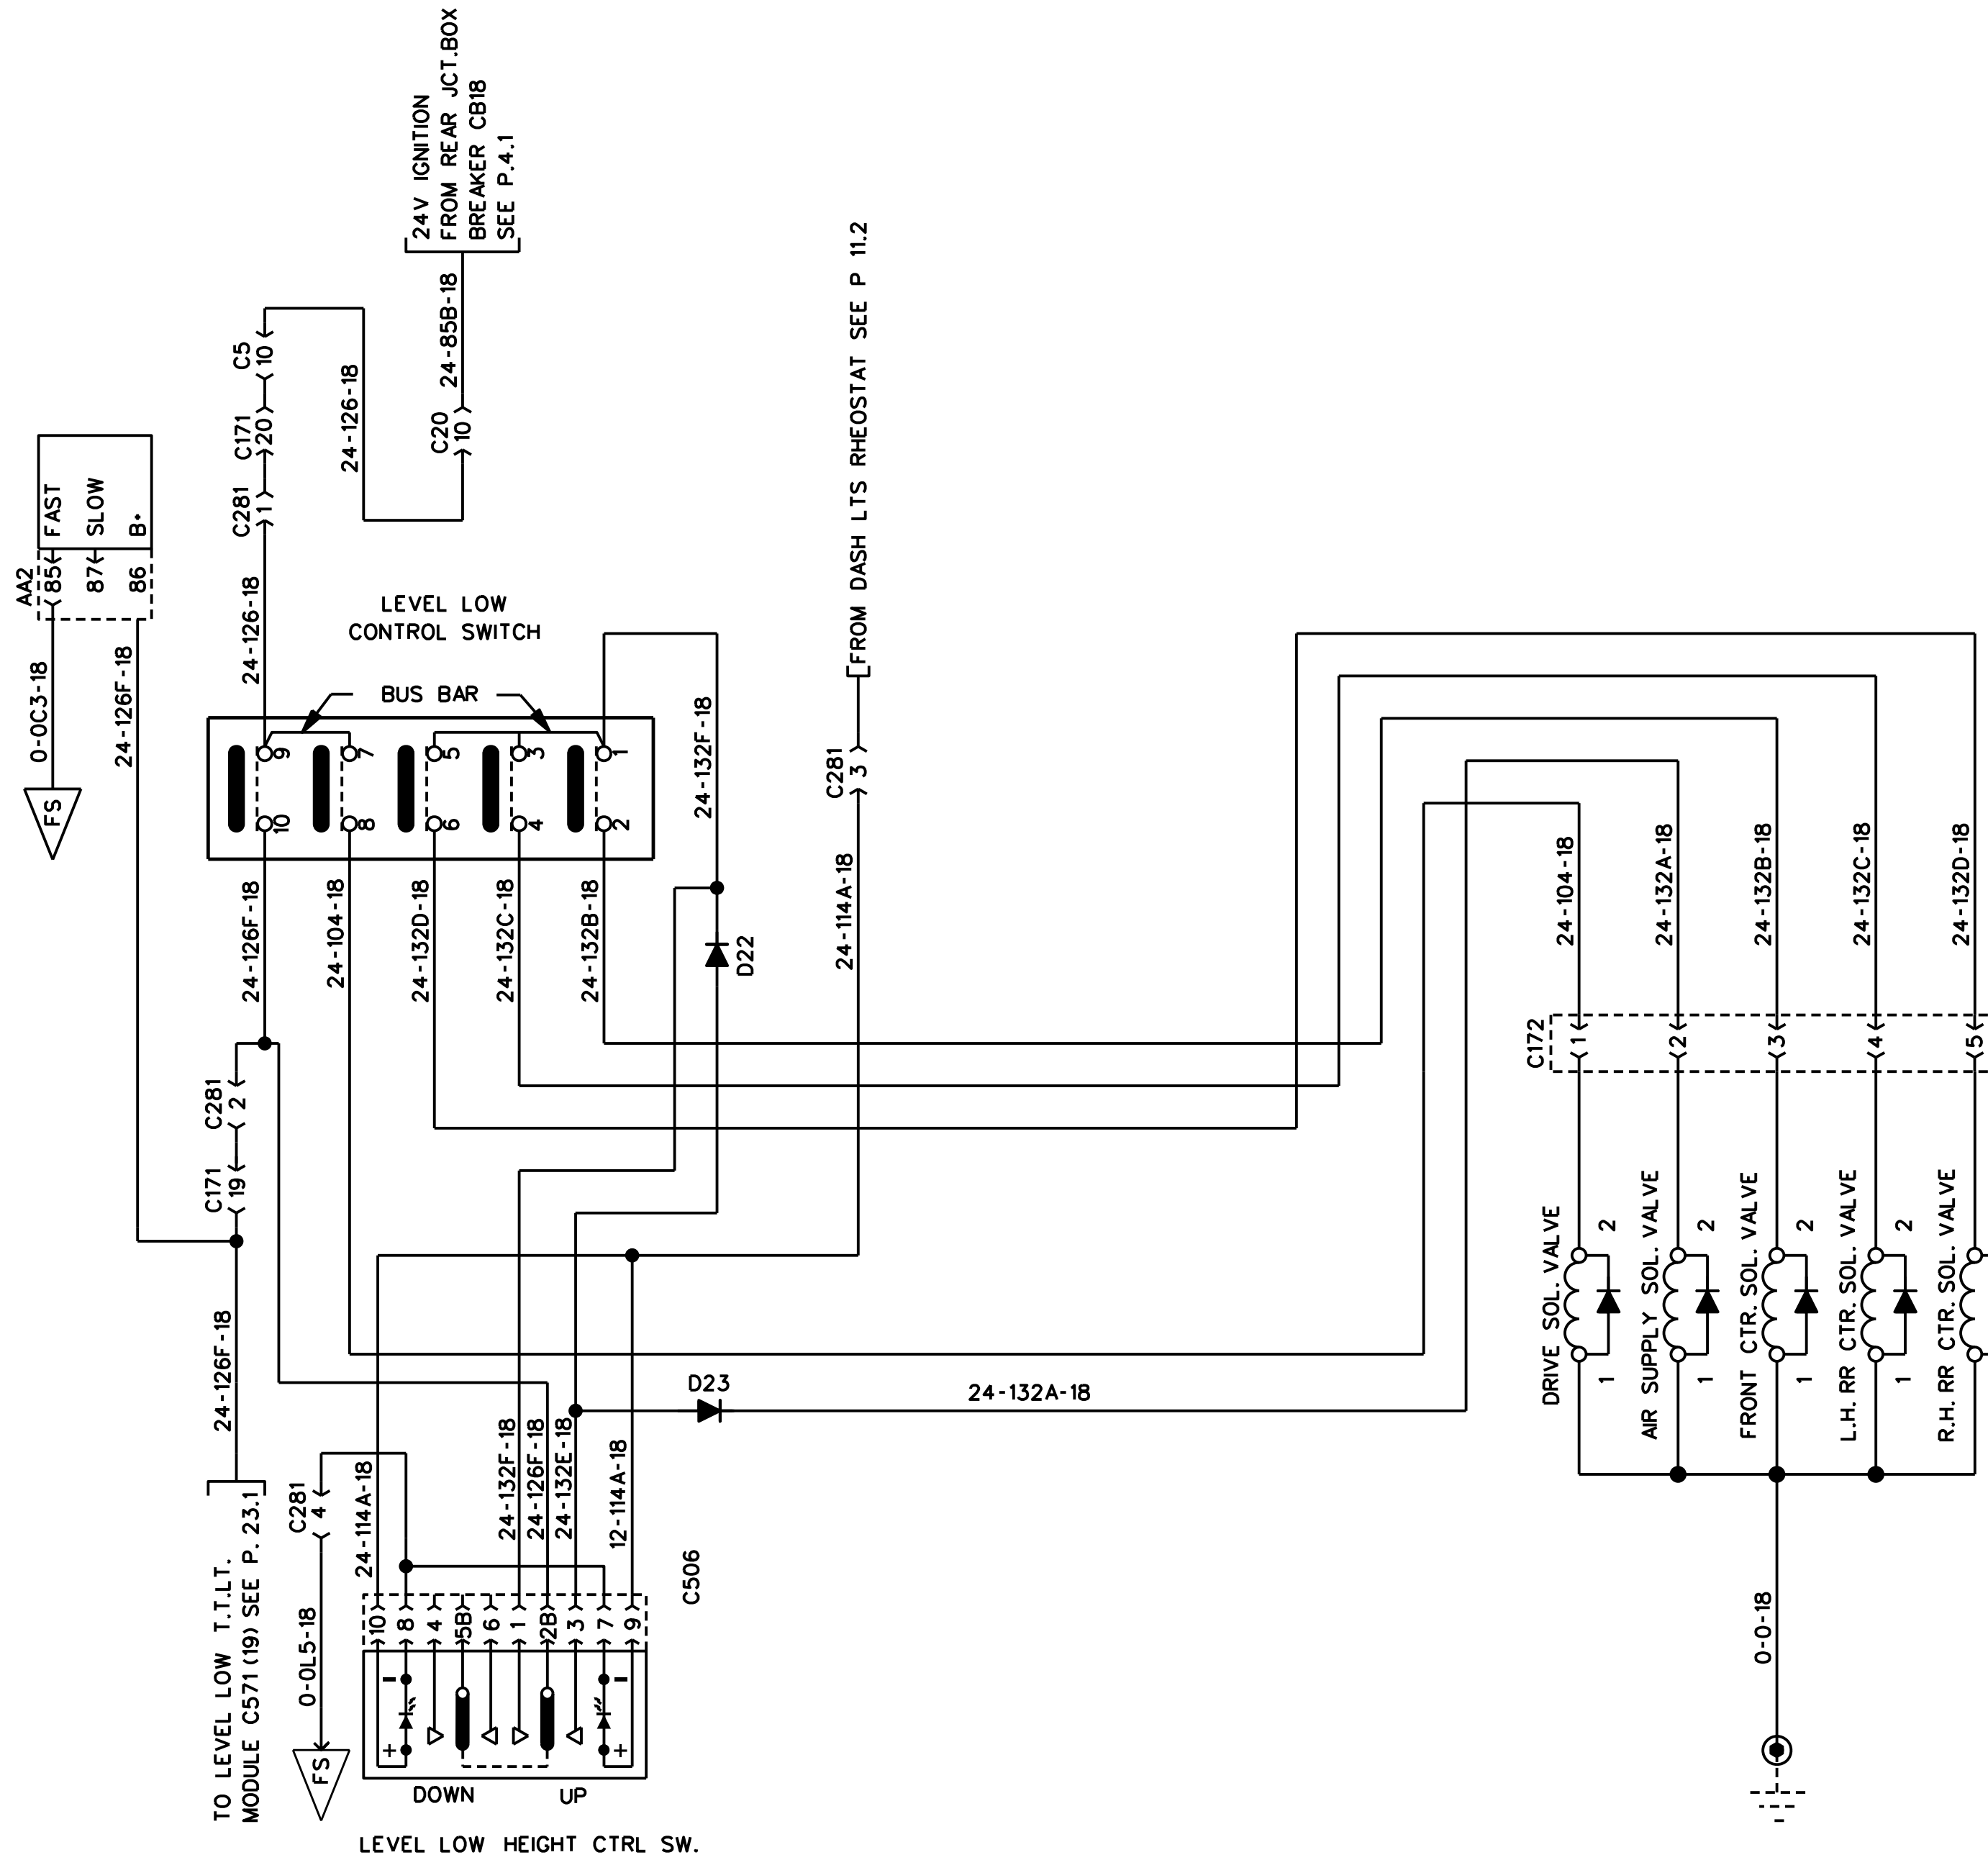 24V IGNITION
FROM REAR JCT.BOX
BREAKER CB18
SEE P.4.1
24-85B-18
C20
10
24-126-18
C5
10
C171
20
C281
1
24-126-18
FAST
SLOW
B+
AA2
85
87
86
0-0C3-18
FS
24-126F-18
LEVEL LOW
CONTROL SWITCH
BUS BAR
9
7
5
3
1
10
8
6
4
2
24-126F-18
24-104-18
24-132D-18
24-132C-18
24-132B-18
24-132F-18
D22
FROM DASH LTS RHEOSTAT SEE P 11.2
C281
3
24-114A-18
24-104-18
24-132A-18
24-132B-18
24-132C-18
24-132D-18
C172
1
2
3
4
5
C281
2
C171
19
24-126F-18
TO LEVEL LOW T.T.LT.
MODULE C571(19) SEE P. 23.1
DRIVE SOL. VALVE
2
1
AIR SUPPLY SOL. VALVE
2
1
FRONT CTR. SOL. VALVE
2
1
L.H. RR CTR. SOL. VALVE
2
1
R.H. RR CTR. SOL. VALVE
D23
24-132A-18
C281
4
0-0L5-18
FS
24-114A-18
24-132F-18
24-126F-18
24-132E-18
12-114A-18
C506
10
8
4
5B
6
1
2B
3
7
9
-
+
-
+
DOWN
UP
LEVEL LOW HEIGHT CTRL SW.
0-0-18